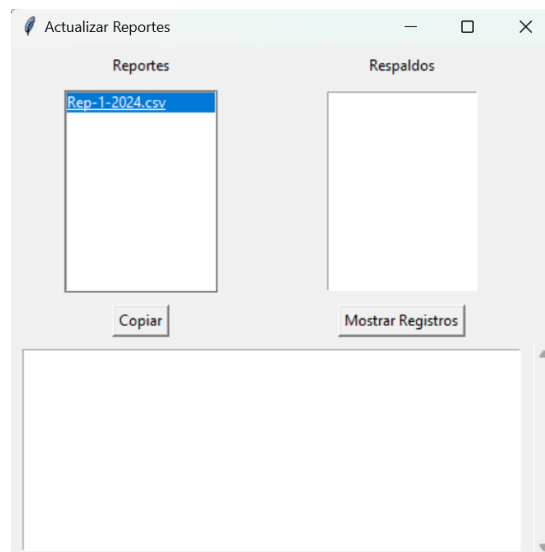 Actualizar Reportes
Reportes
Respaldos
Rep-1-2024.csv
Copiar
Mostrar Registros